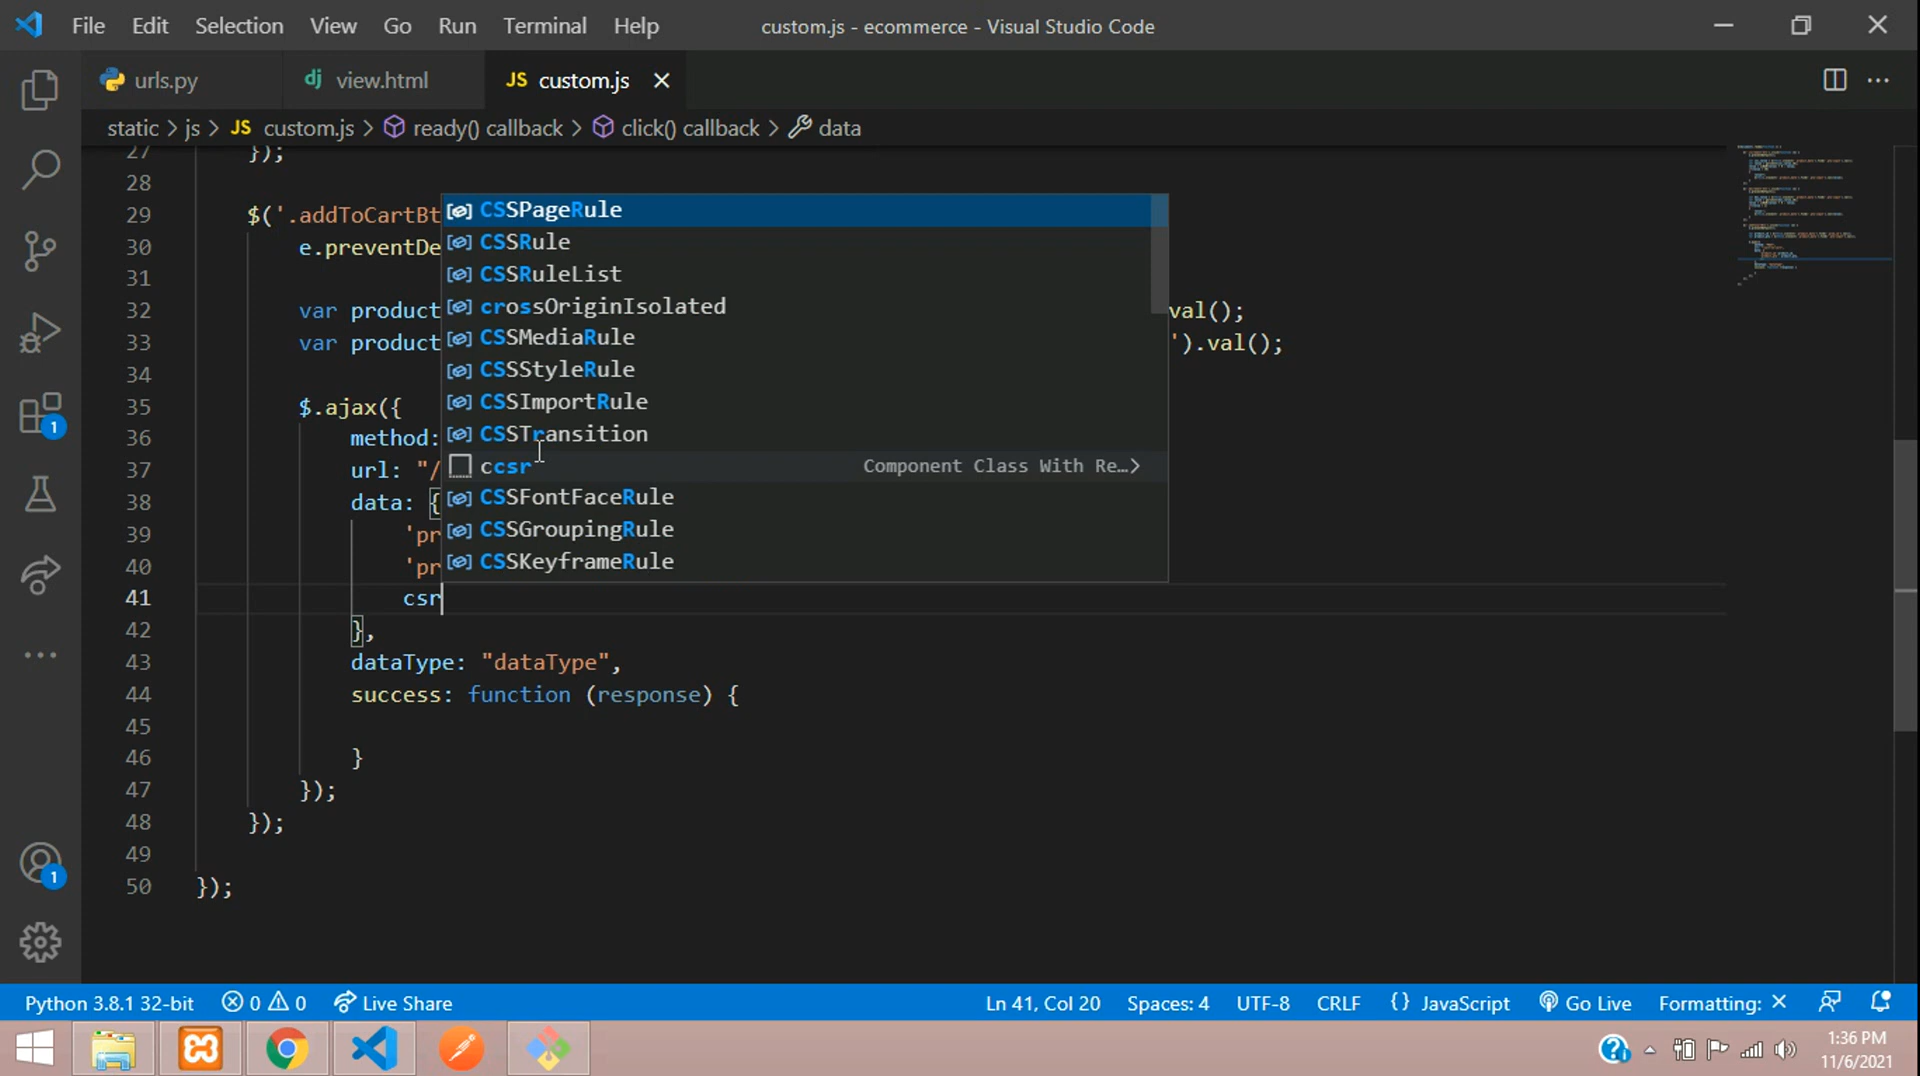 File Edit Selection View Go Run Terminal Help custom.js - ecommerce - Visual Studio Code
urls.py dj view.html JS custom.js
static > js > JS custom.js > ready() callback > click() callback > data
27 });
28
29 $('.addToCartBt
30 e.preventDe
31
32 var product val();
33 var product ').val();
34
35 $.ajax({
36 method:
37 url: "/
38 data: {
39 'pr
40 'pr
41 csr
42 },
43 dataType: "dataType",
44 success: function (response) {
45
46 }
47 });
48 });
49
50 });
CSSPageRule
CSSRule
CSSRuleList
crossOriginIsolated
CSSMediaRule
CSSStyleRule
CSSImportRule
CSSTransition
ccsr Component Class With Re...>
CSSFontFaceRule
CSSGroupingRule
CSSKeyframeRule
1
1
Python 3.8.1 32-bit 0 0 Live Share Ln 41, Col 20 Spaces: 4 UTF-8 CRLF {} JavaScript Go Live Formatting: ×
1:36 PM
11/6/2021